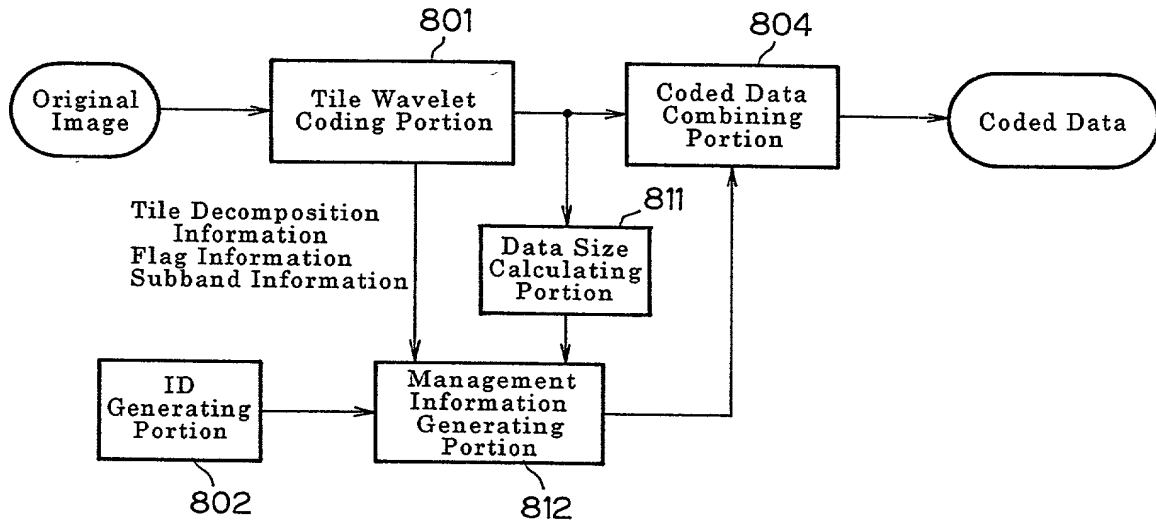 801
804
Original
Image
Tile Wavelet
Coding Portion
Coded Data
Combining
Portion
Coded Data
Tile Decomposition
Information
Flag Information
Subband Information
811
Data Size
Calculating
Portion
ID
Generating
Portion
Management
Information
Generating
Portion
802
812